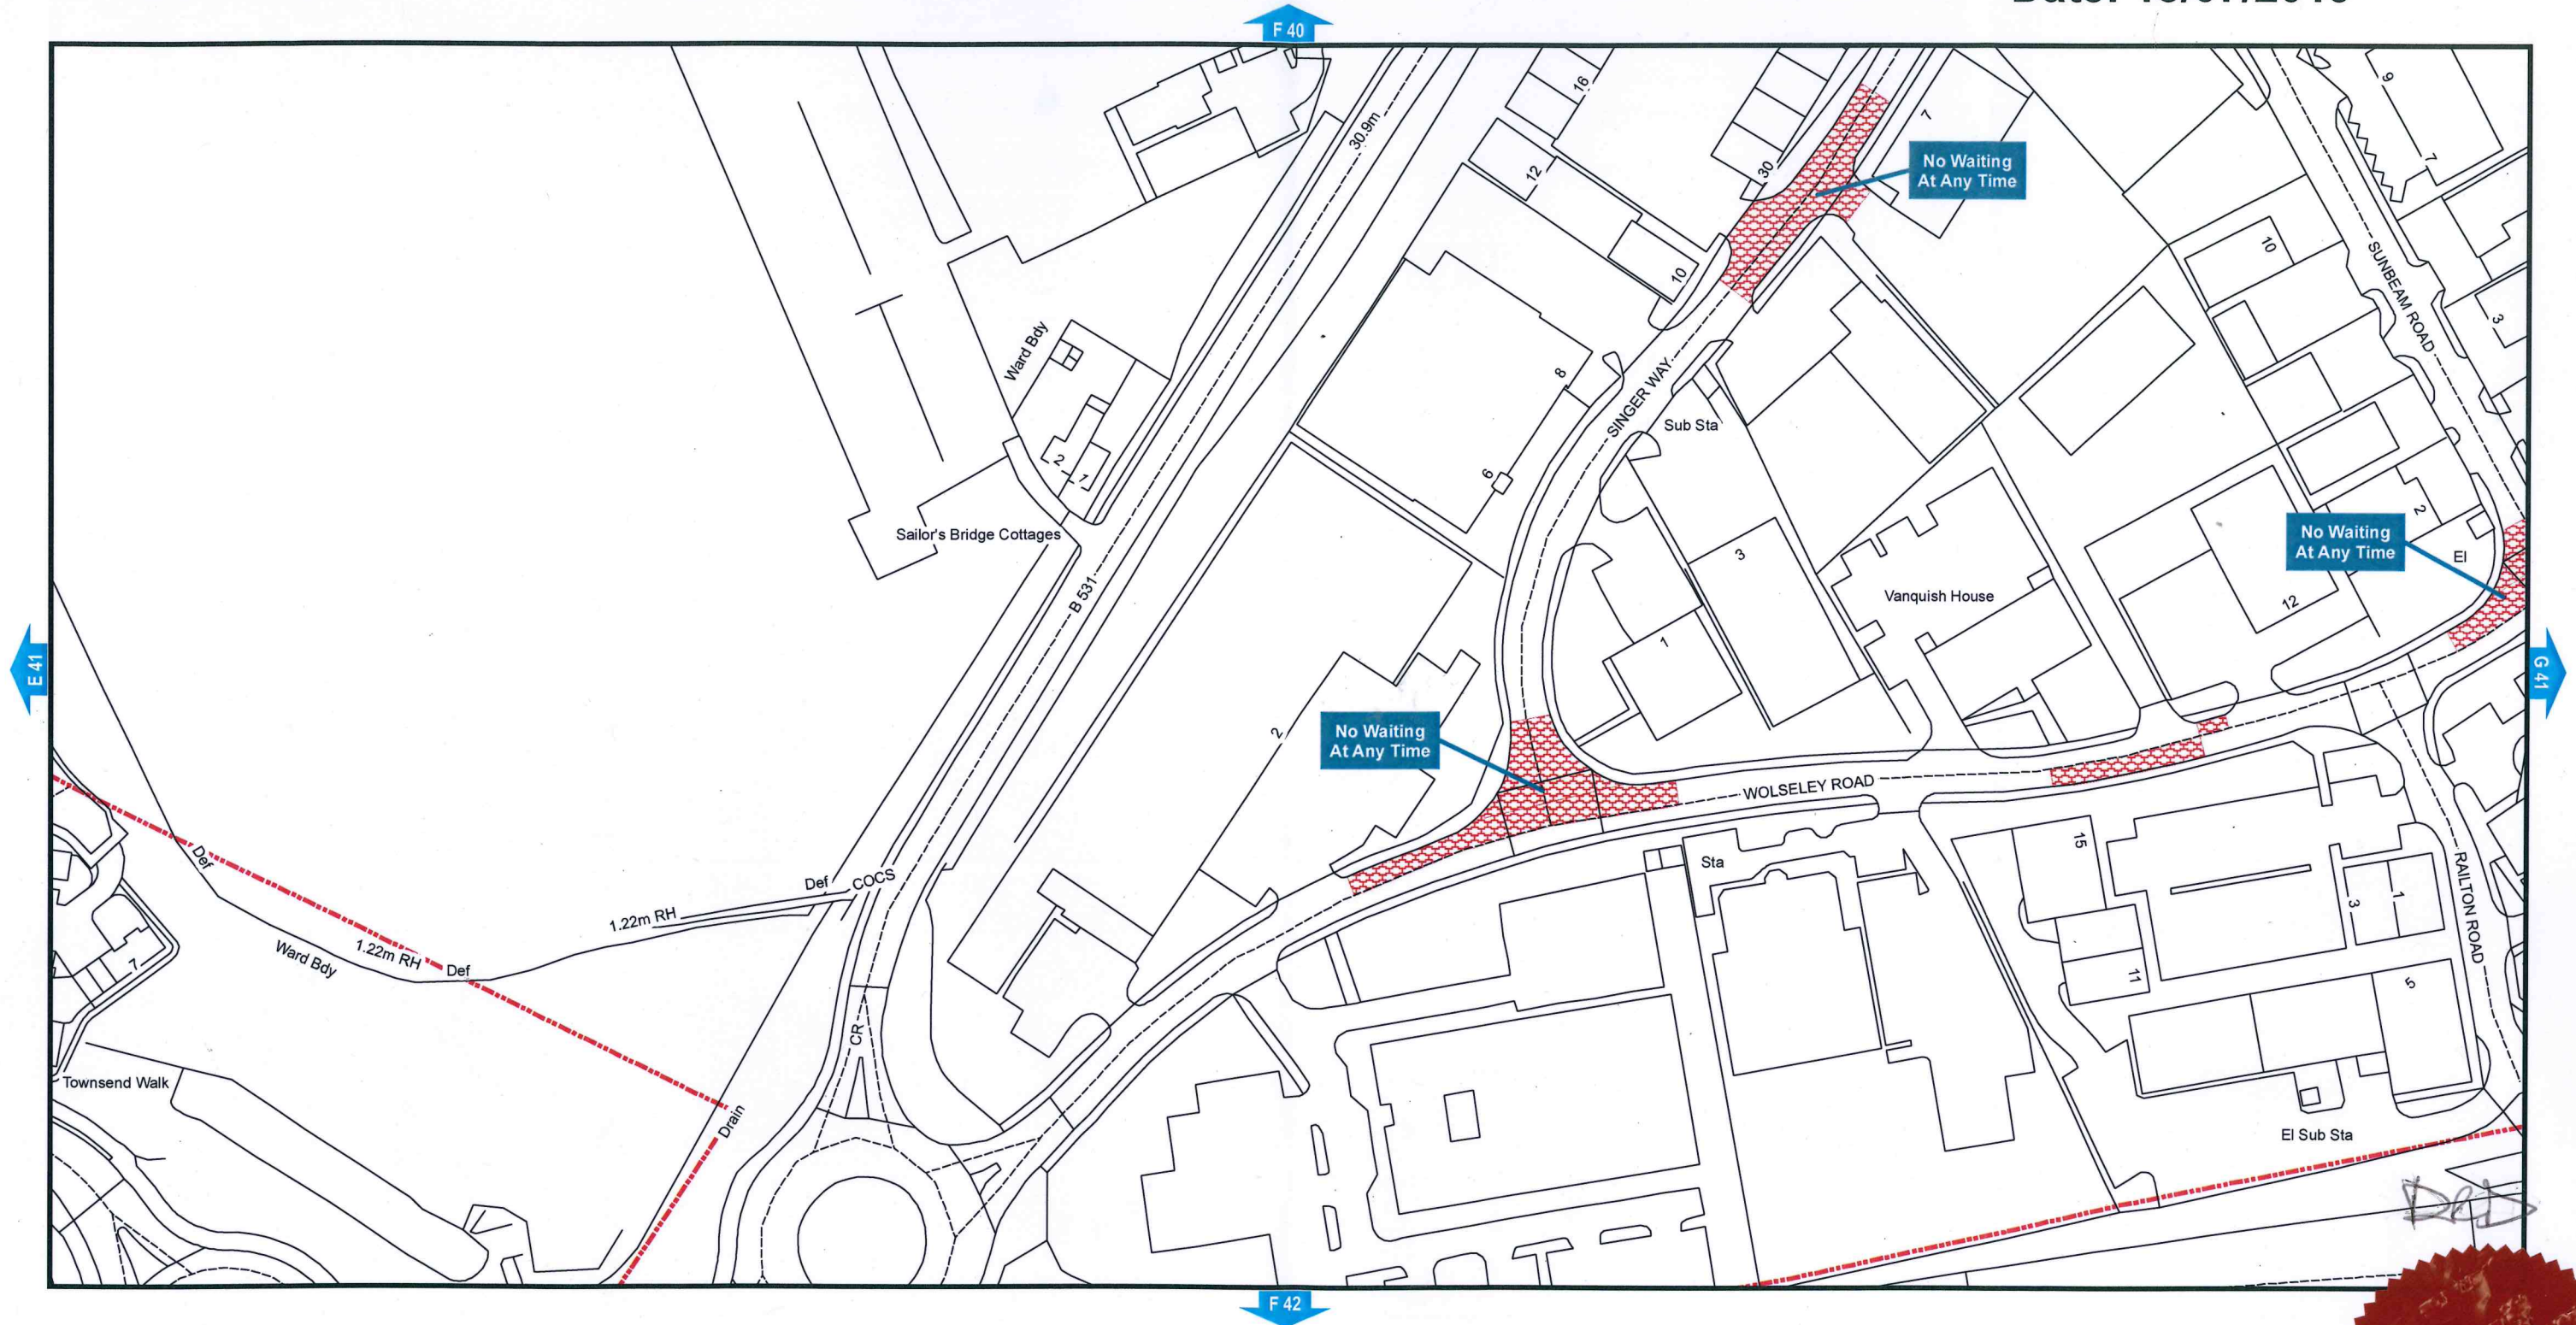 F 40
30.9m
16
12
30
7
No Waiting
At Any Time
9
7
10
SUNBEAM ROAD
3
10
Ward Bdy
8
SINGER WAY
Sub Sta
6
2
1
Sailor's Bridge Cottages
B 531
3
Vanquish House
2
No Waiting
At Any Time
El
12
1
E 41
G 41
2
No Waiting
At Any Time
WOLSELEY ROAD
Def
Def
COCS
1.22m RH
Sta
15
3
1
RAILTON ROAD
Ward Bdy
1.22m RH
Def
7
11
5
CR
Townsend Walk
Drain
El Sub Sta
F 42